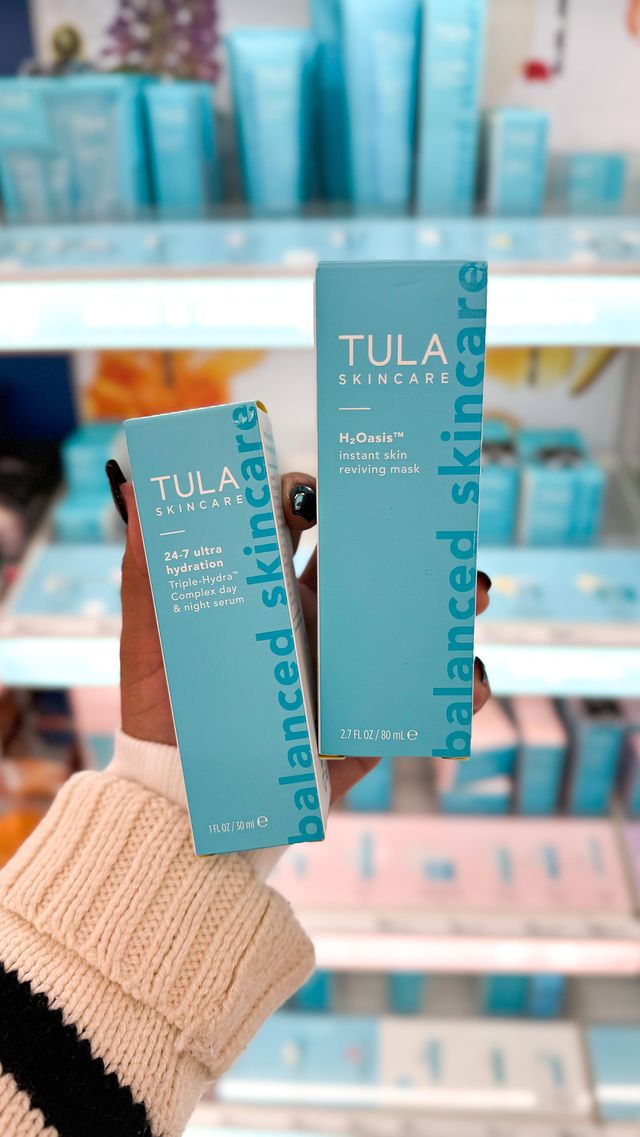 TULA
SKINCARE
24-7 ultra
hydration
Triple-Hydra™
Complex day
& night serum
1 FL OZ / 30 ml ℮
balanced skincare
TULA
SKINCARE
H₂Oasis™
instant skin
reviving mask
2.7 FL OZ / 80 mL ℮
balanced skincare